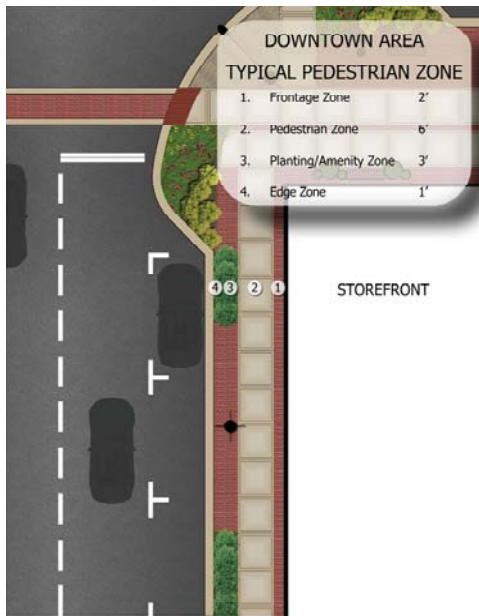 DOWNTOWN AREA
TYPICAL PEDESTRIAN ZONE
1. Frontage Zone 2'
2. Pedestrian Zone 6'
3. Planting/Amenity Zone 3'
4. Edge Zone 1'
4 3 2 1
STOREFRONT